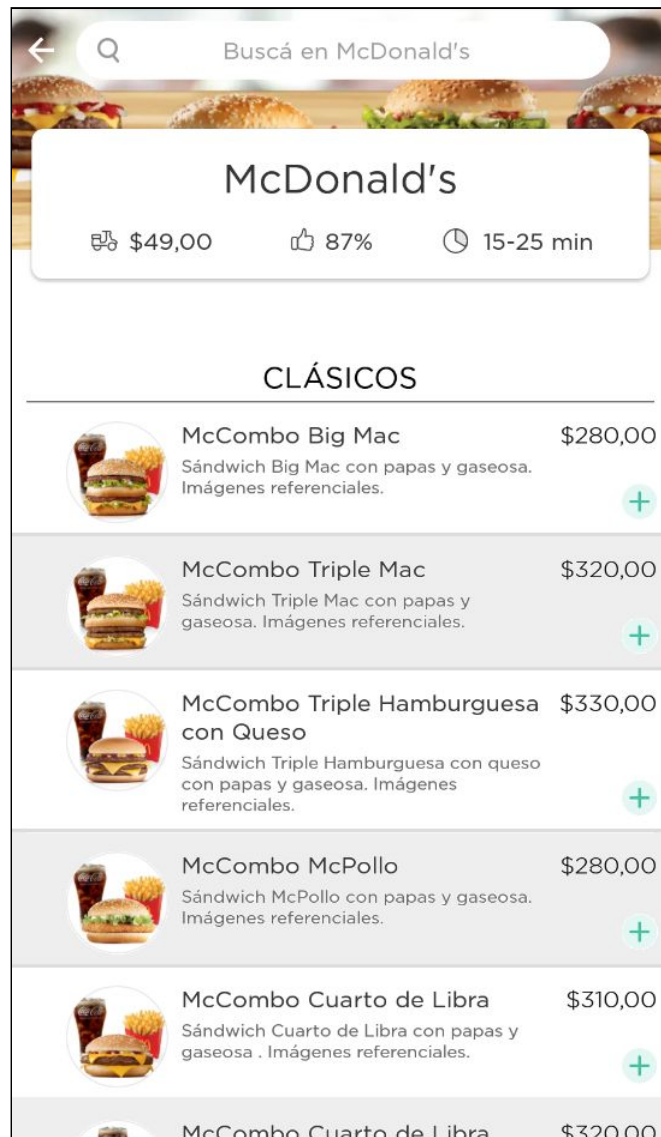 Buscá en McDonald's
McDonald's
$49,00 87% 15-25 min
CLÁSICOS
McCombo Big Mac $280,00
Sándwich Big Mac con papas y gaseosa.
Imágenes referenciales.
McCombo Triple Mac $320,00
Sándwich Triple Mac con papas y
gaseosa. Imágenes referenciales.
McCombo Triple Hamburguesa $330,00
con Queso
Sándwich Triple Hamburguesa con queso
con papas y gaseosa. Imágenes
referenciales.
McCombo McPollo $280,00
Sándwich McPollo con papas y gaseosa.
Imágenes referenciales.
McCombo Cuarto de Libra $310,00
Sándwich Cuarto de Libra con papas y
gaseosa . Imágenes referenciales.
McCombo Cuarto de Libra $320,00